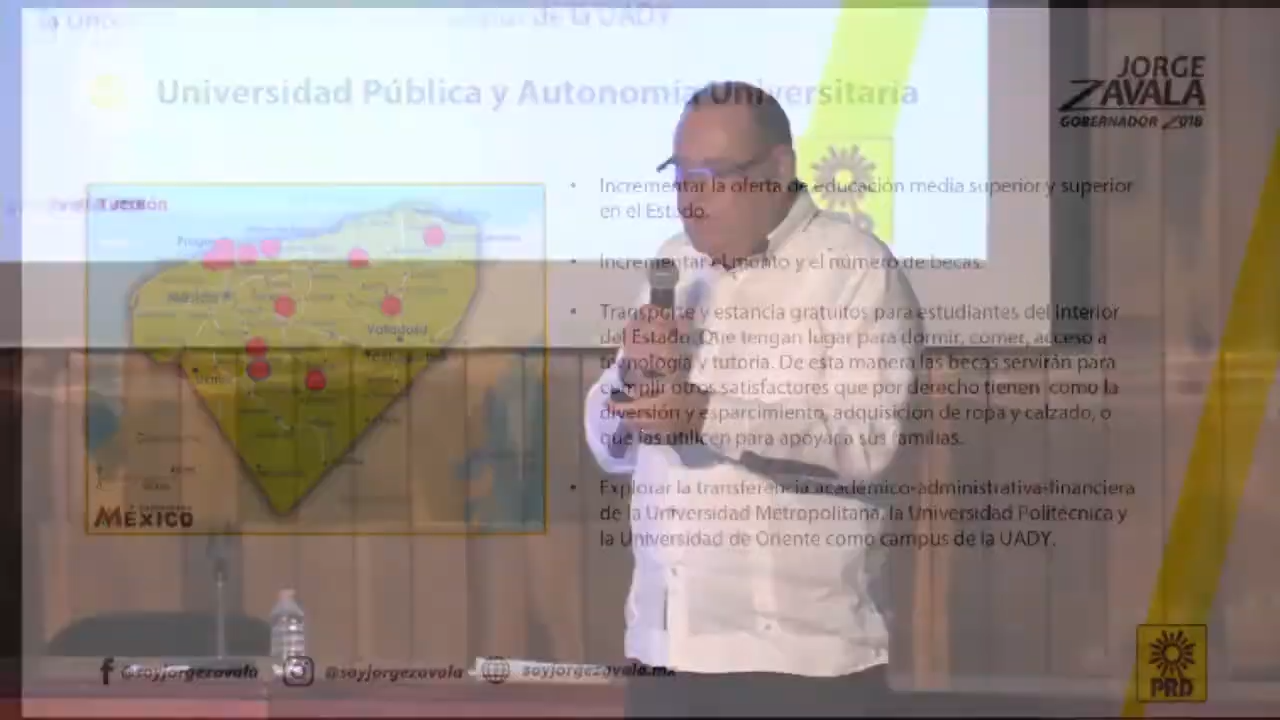 de la UADY
Universidad Pública y Autonomía Universitaria
JORGE
ZAVALA
GOBERNADOR 2018
• Incrementar la oferta de educación media superior y superior
en el Estado.
• Incrementar el monto y el número de becas.
• Transporte y estancia gratuitos para estudiantes del Interior
del Estado. Que tengan lugar para dormir, comer, acceso a
tecnología y tutoria. De esta manera las becas servirán para
cumplir otros satisfactores que por derecho tienen como la
diversión y esparcimiento, adquisición de ropa y calzado, o
que las utilicen para apoyar a sus familias.
• Explorar la transferencia académico-administrativa-financiera
de la Universidad Metropolitana, la Universidad Politécnica y
la Universidad de Oriente como campus de la UADY.
Mérida
Valladolid
MÉXICO
@soyjorgezavala @soyjorgezavala soyjorgezavala.mx
PRD